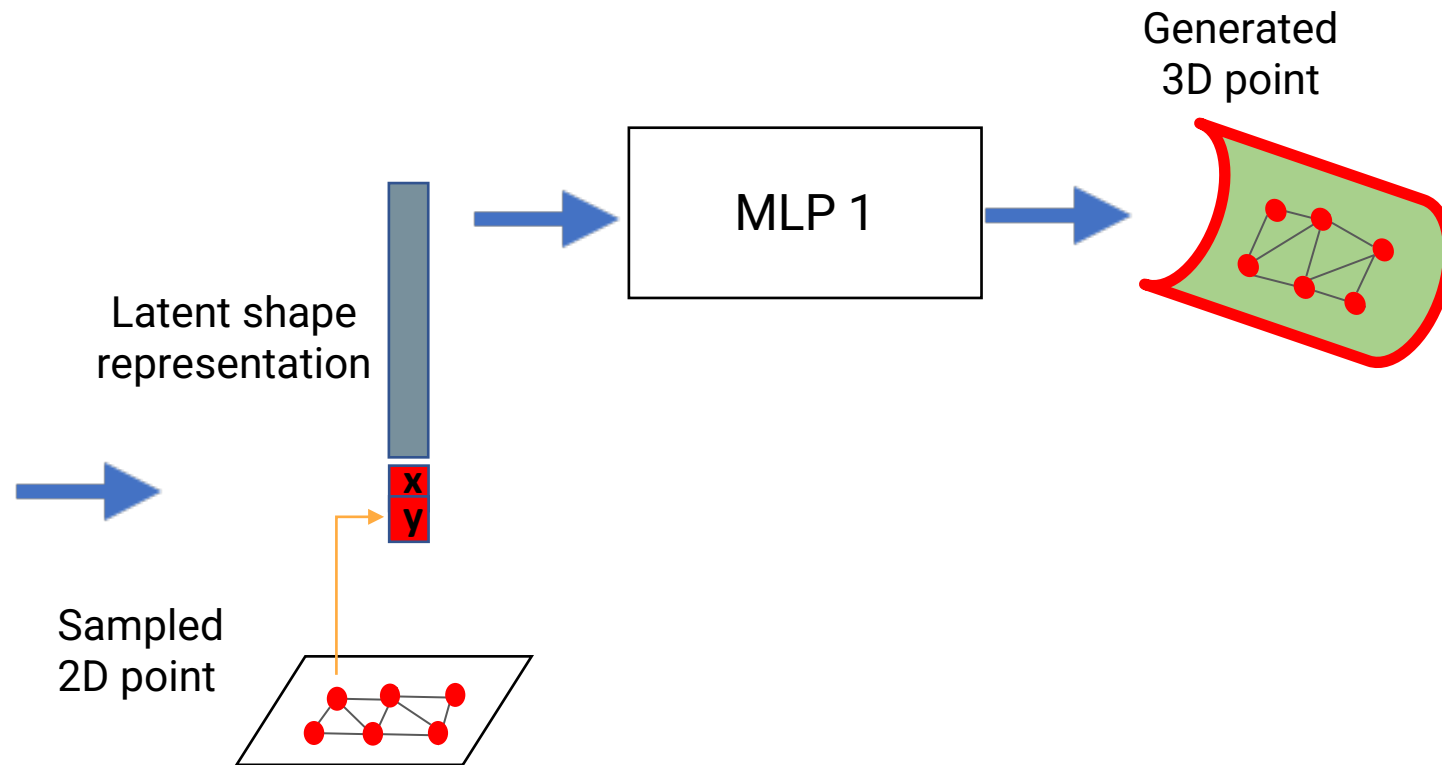 Generated
3D point
MLP 1
Latent shape
representation
x
y
Sampled
2D point